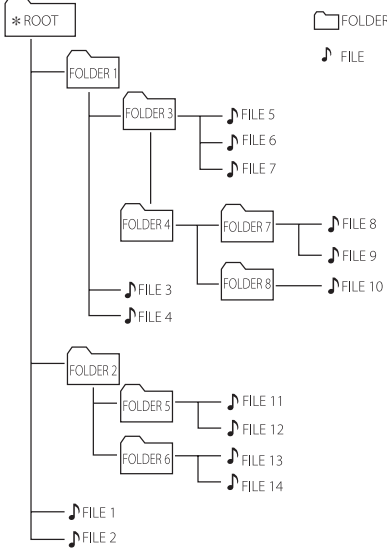 * ROOT
FOLDER
FILE
FOLDER 1
FOLDER 3
FILE 5
FILE 6
FILE 7
FOLDER 4
FOLDER 7
FILE 8
FILE 9
FOLDER 8
FILE 10
FILE 3
FILE 4
FOLDER 2
FOLDER 5
FILE 11
FILE 12
FOLDER 6
FILE 13
FILE 14
FILE 1
FILE 2